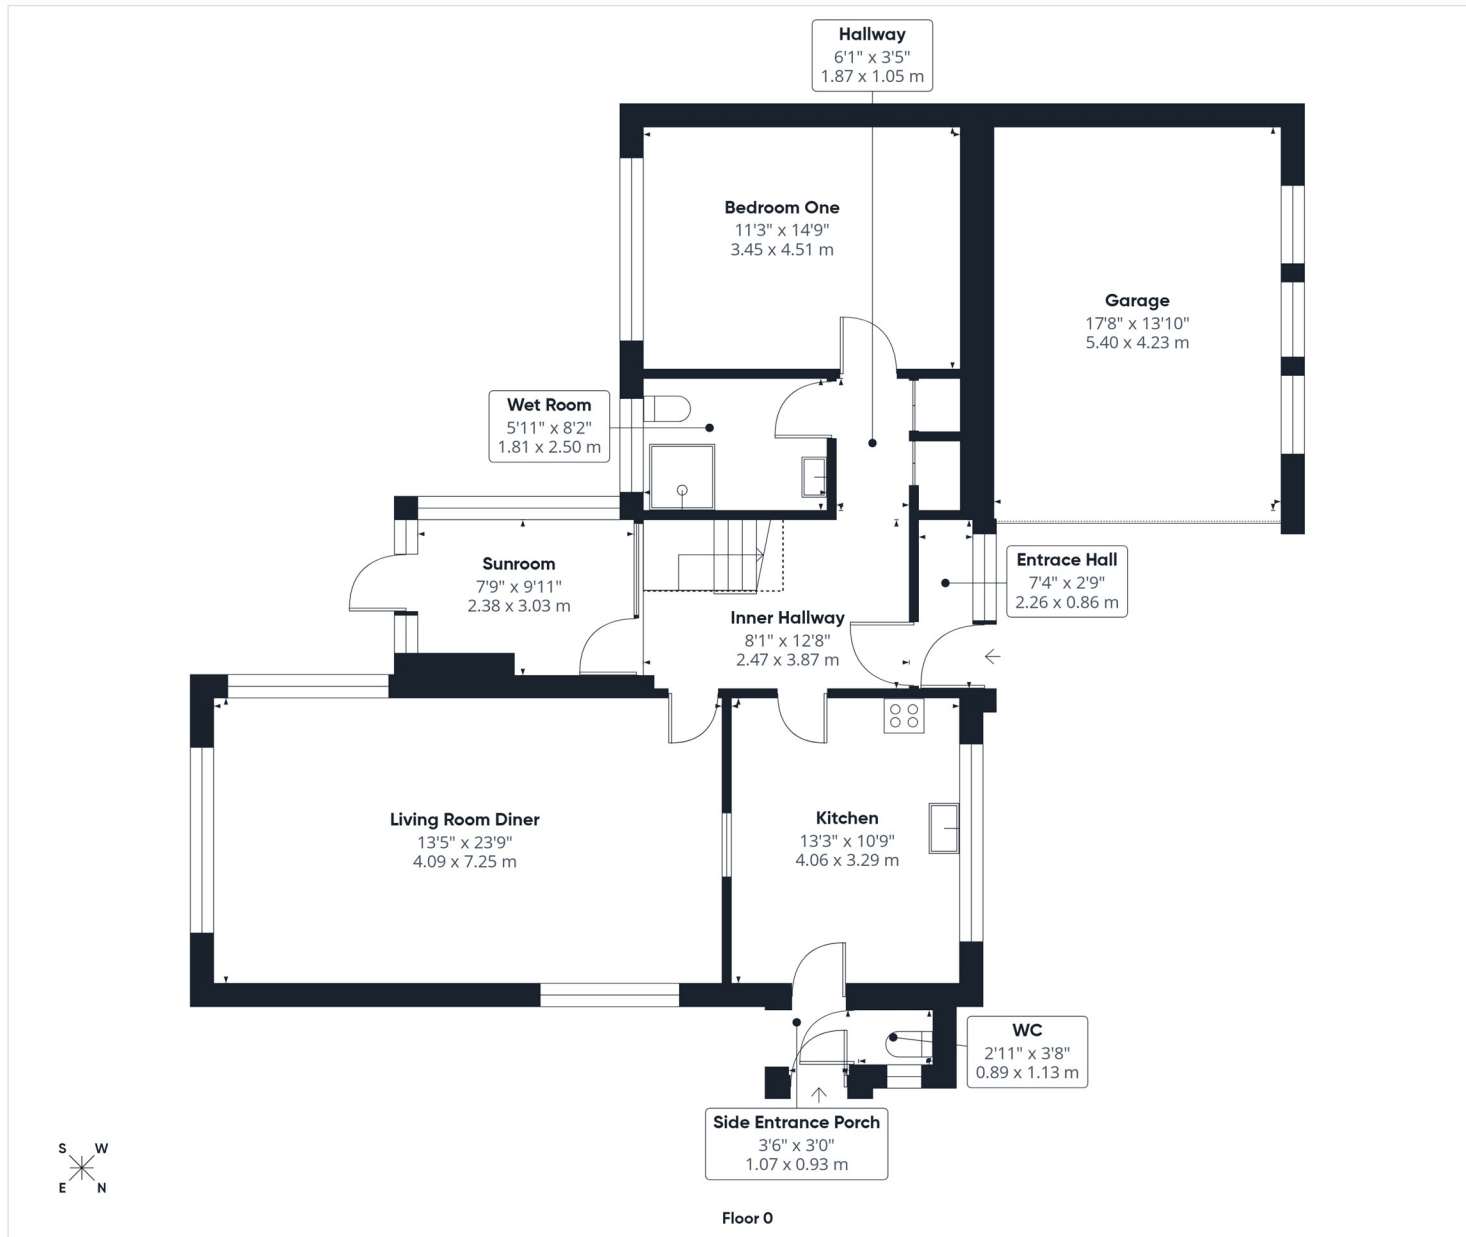 Hallway
6'1" x 3'5"
1.87 x 1.05 m
Bedroom One
11'3" x 14'9"
3.45 x 4.51 m
Garage
17'8" x 13'10"
5.40 x 4.23 m
Wet Room
5'11" x 8'2"
1.81 x 2.50 m
Sunroom
7'9" x 9'11"
2.38 x 3.03 m
Entrace Hall
7'4" x 2'9"
2.26 x 0.86 m
Inner Hallway
8'1" x 12'8"
2.47 x 3.87 m
Living Room Diner
13'5" x 23'9"
4.09 x 7.25 m
Kitchen
13'3" x 10'9"
4.06 x 3.29 m
WC
2'11" x 3'8"
0.89 x 1.13 m
Side Entrance Porch
3'6" x 3'0"
1.07 x 0.93 m
S W
E N
Floor 0